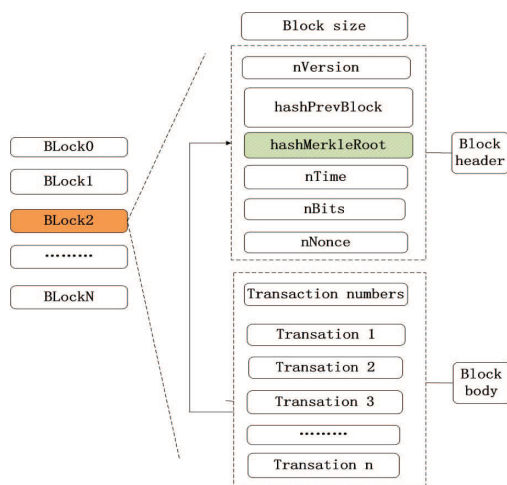 Block size
nVersion
hashPrevBlock
hashMerkleRoot
nTime
nBits
nNonce
Block
header
BLock0
BLock1
BLock2
………
BLockN
Transaction numbers
Transation 1
Transation 2
Transation 3
………
Transation n
Block
body